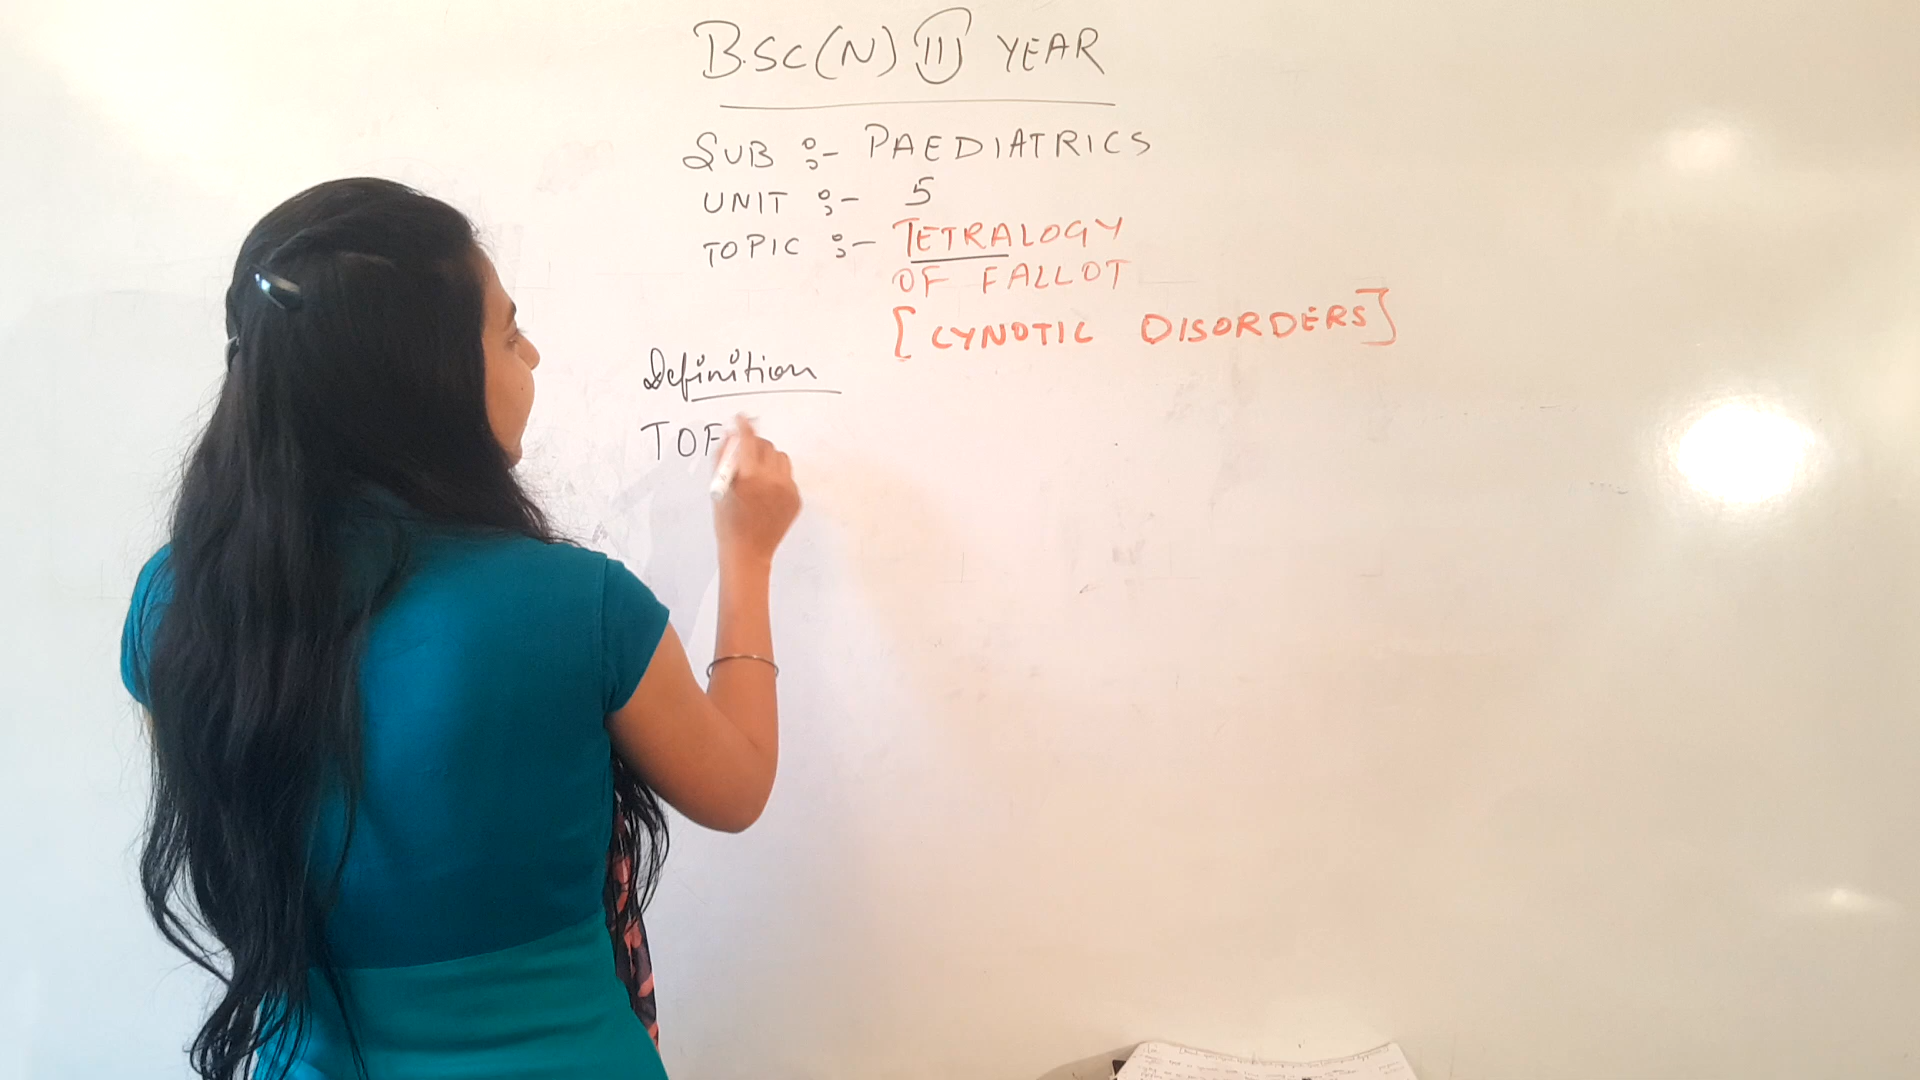 B.SC(N) III YEAR
SUB :- PAEDIATRICS
UNIT :- 5
TOPIC :- TETRALOGY
OF FALLOT
[CYNOTIC DISORDERS]
Definition
TOF